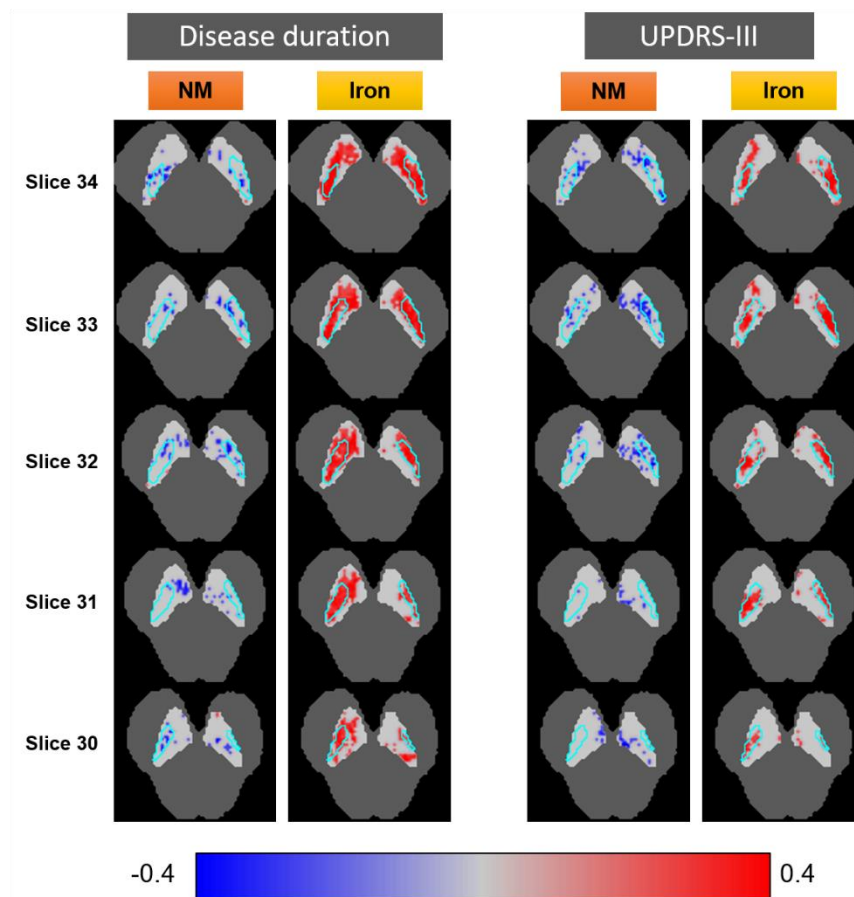 Disease duration UPDRS-III
NM Iron NM Iron
Slice 34
Slice 33
Slice 32
Slice 31
Slice 30
-0.4 0.4